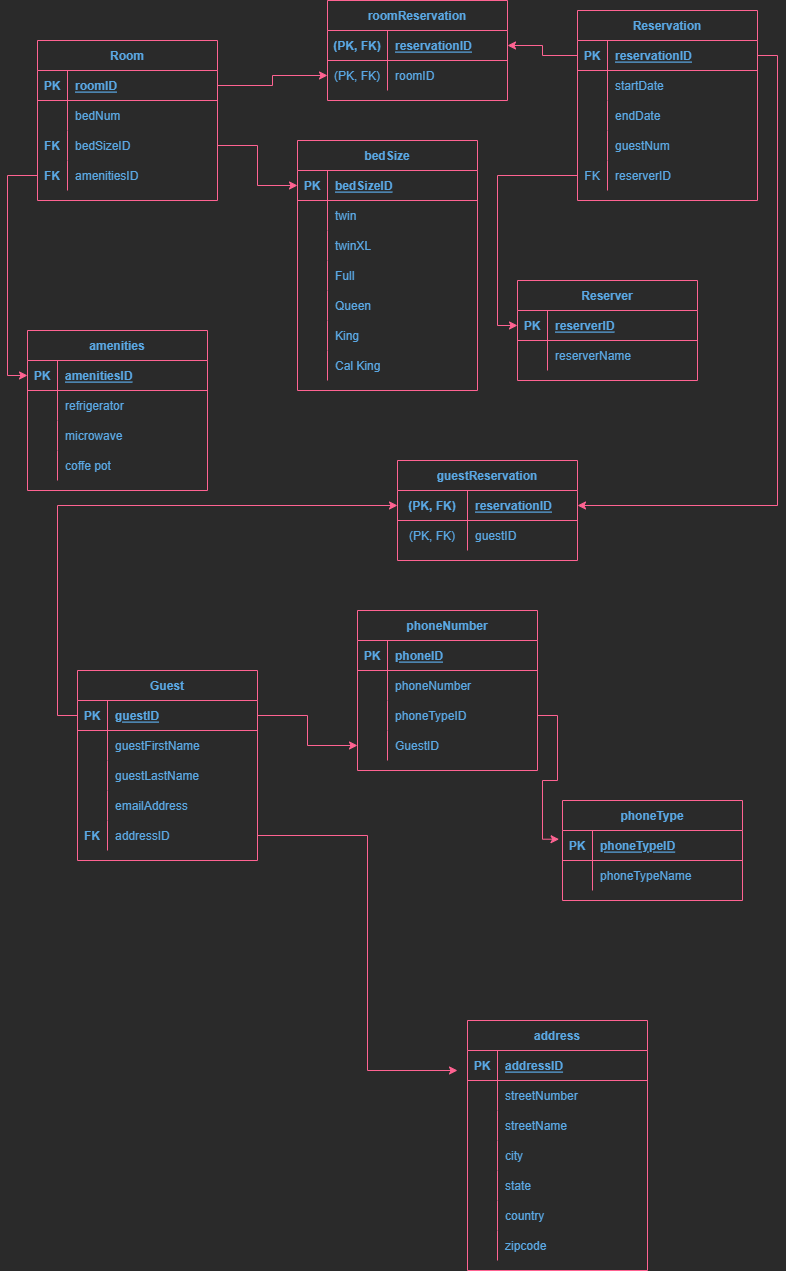 roomReservation
(PK, FK) reservationID
(PK, FK) roomID
Reservation
PK reservationID
startDate
endDate
guestNum
FK reserverID
Room
PK roomID
bedNum
FK bedSizeID
FK amenitiesID
bedSize
PK bedSizeID
twin
twinXL
Full
Queen
King
Cal King
Reserver
PK reserverID
reserverName
amenities
PK amenitiesID
refrigerator
microwave
coffe pot
guestReservation
(PK, FK) reservationID
(PK, FK) guestID
phoneNumber
PK phoneID
phoneNumber
phoneTypeID
GuestID
Guest
PK guestID
guestFirstName
guestLastName
emailAddress
FK addressID
phoneType
PK phoneTypeID
phoneTypeName
address
PK addressID
streetNumber
streetName
city
state
country
zipcode